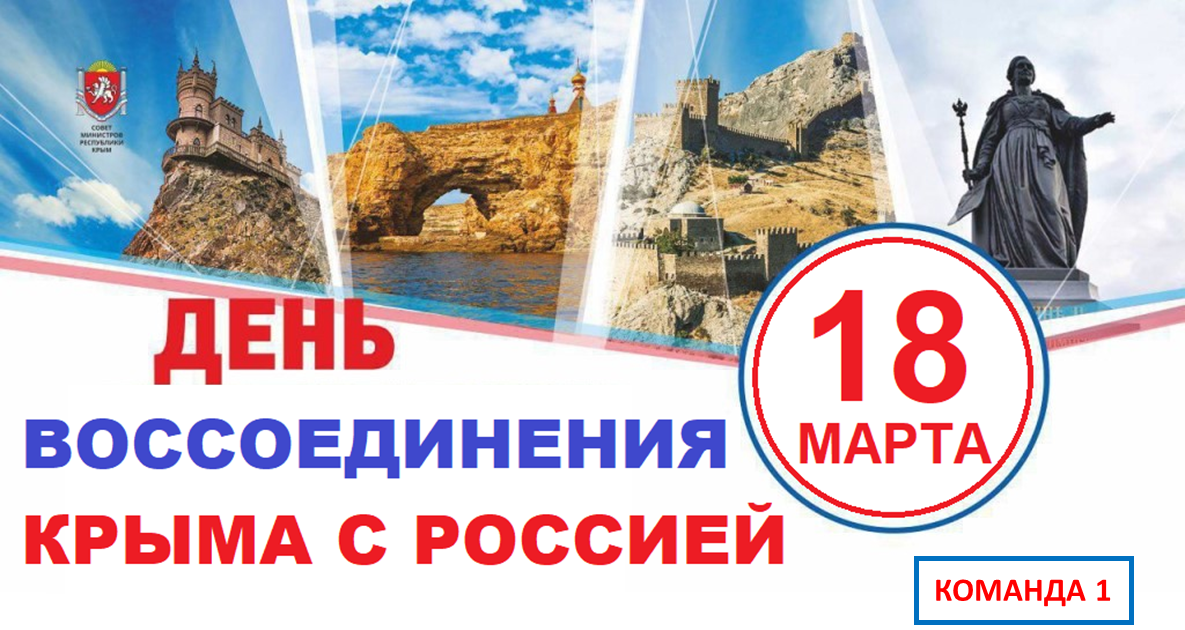 СОВЕТ
МИНИСТРОВ
РЕСПУБЛИКИ
КРЫМ
ДЕНЬ
ВОССОЕДИНЕНИЯ
КРЫМА С РОССИЕЙ
18
МАРТА
КОМАНДА 1